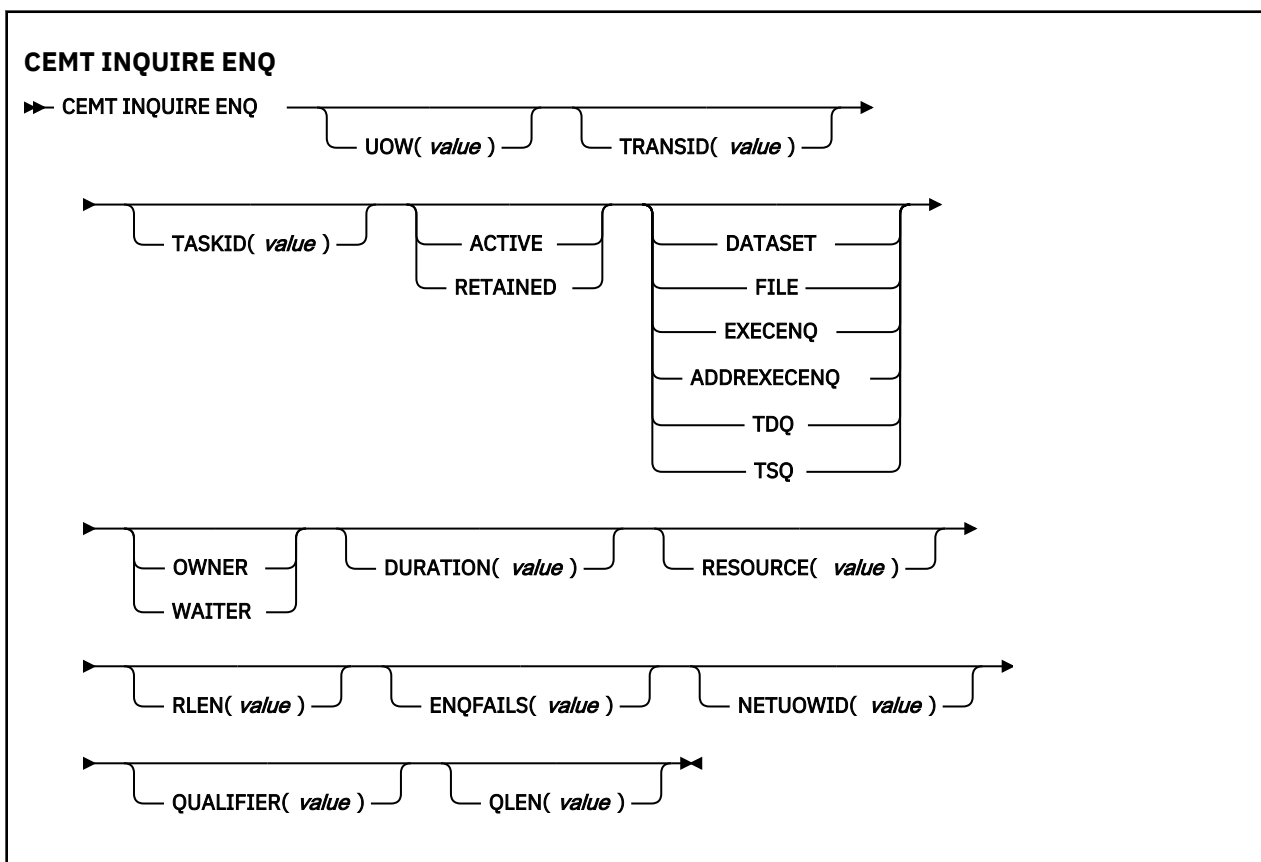 CEMT INQUIRE ENQ
CEMT INQUIRE ENQ
UOW( value ) TRANSID( value )
TASKID( value ) ACTIVE DATASET
RETAINED FILE
EXECENQ
ADDREXECENQ
TDQ
TSQ
OWNER DURATION( value ) RESOURCE( value )
WAITER
RLEN( value ) ENQFAILS( value ) NETUOWID( value )
QUALIFIER( value ) QLEN( value )